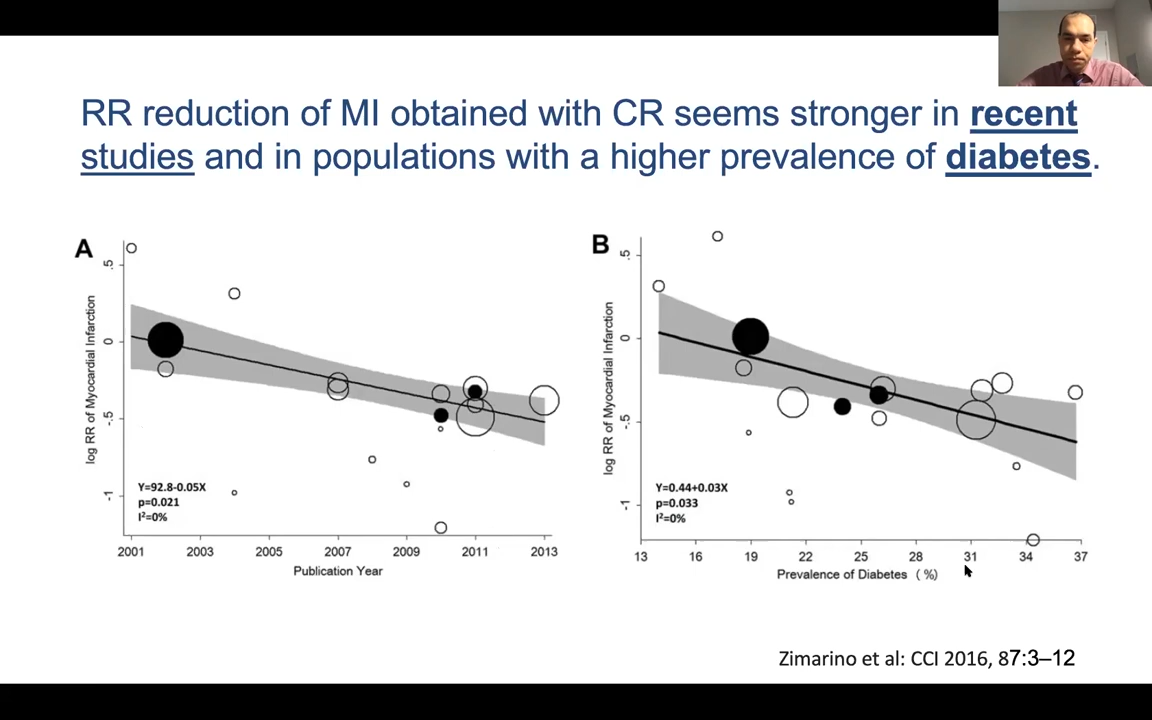 RR reduction of MI obtained with CR seems stronger in recent
studies and in populations with a higher prevalence of diabetes.
A
log RR of Myocardial Infarction
.5
0
-.5
-1
Y=92.8-0.05X
p=0.021
I²=0%
2001 2003 2005 2007 2009 2011 2013
Publication Year
B
log RR of Myocardial Infarction
.5
0
-.5
-1
Y=0.44+0.03X
p=0.033
I²=0%
13 16 19 22 25 28 31 34 37
Prevalence of Diabetes ( %)
Zimarino et al: CCI 2016, 87:3–12